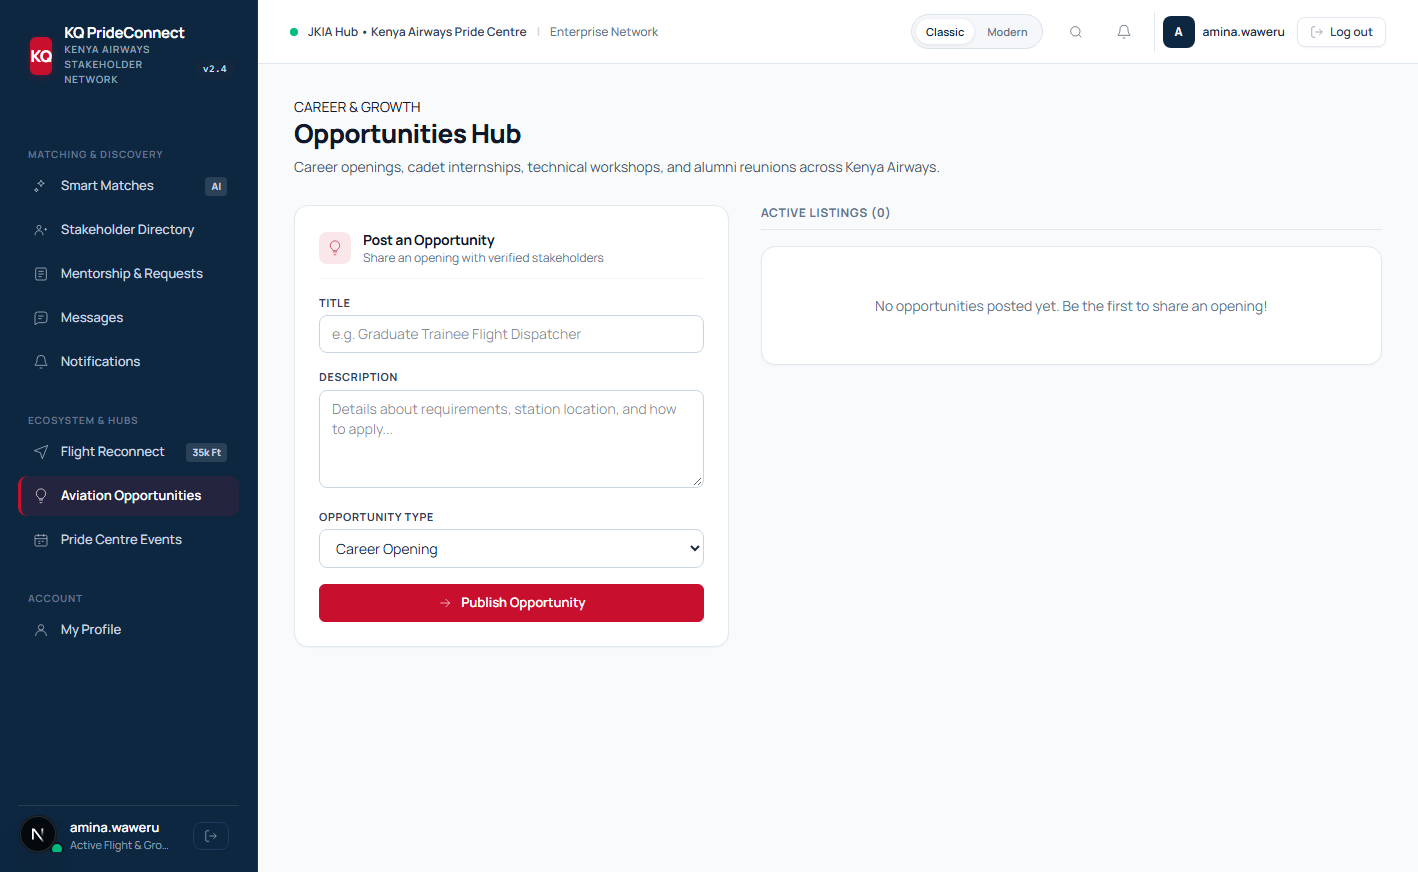 KQ
KQ PrideConnect
KENYA AIRWAYS
STAKEHOLDER
NETWORK
v2.4
MATCHING & DISCOVERY
Smart Matches
AI
Stakeholder Directory
Mentorship & Requests
Messages
Notifications
ECOSYSTEM & HUBS
Flight Reconnect
35k Ft
Aviation Opportunities
Pride Centre Events
ACCOUNT
My Profile
N
amina.waweru
Active Flight & Gro...
JKIA Hub • Kenya Airways Pride Centre | Enterprise Network
Classic
Modern
A
amina.waweru
Log out
CAREER & GROWTH
Opportunities Hub
Career openings, cadet internships, technical workshops, and alumni reunions across Kenya Airways.
Post an Opportunity
Share an opening with verified stakeholders
TITLE
e.g. Graduate Trainee Flight Dispatcher
DESCRIPTION
Details about requirements, station location, and how
to apply...
OPPORTUNITY TYPE
Career Opening
Publish Opportunity
ACTIVE LISTINGS (0)
No opportunities posted yet. Be the first to share an opening!